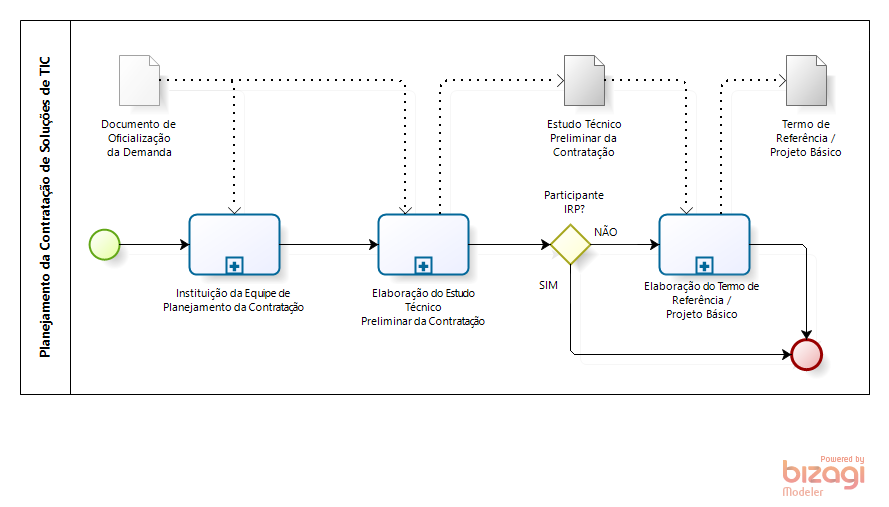 Planejamento da Contratação de Soluções de TIC
Documento de
Oficialização
da Demanda
Estudo Técnico
Preliminar da
Contratação
Termo de
Referência /
Projeto Básico
Participante
IRP?
NÃO
SIM
Instituição da Equipe de
Planejamento da Contratação
Elaboração do Estudo
Técnico
Preliminar da Contratação
Elaboração do Termo de
Referência /
Projeto Básico
Powered by
bizagi
Modeler